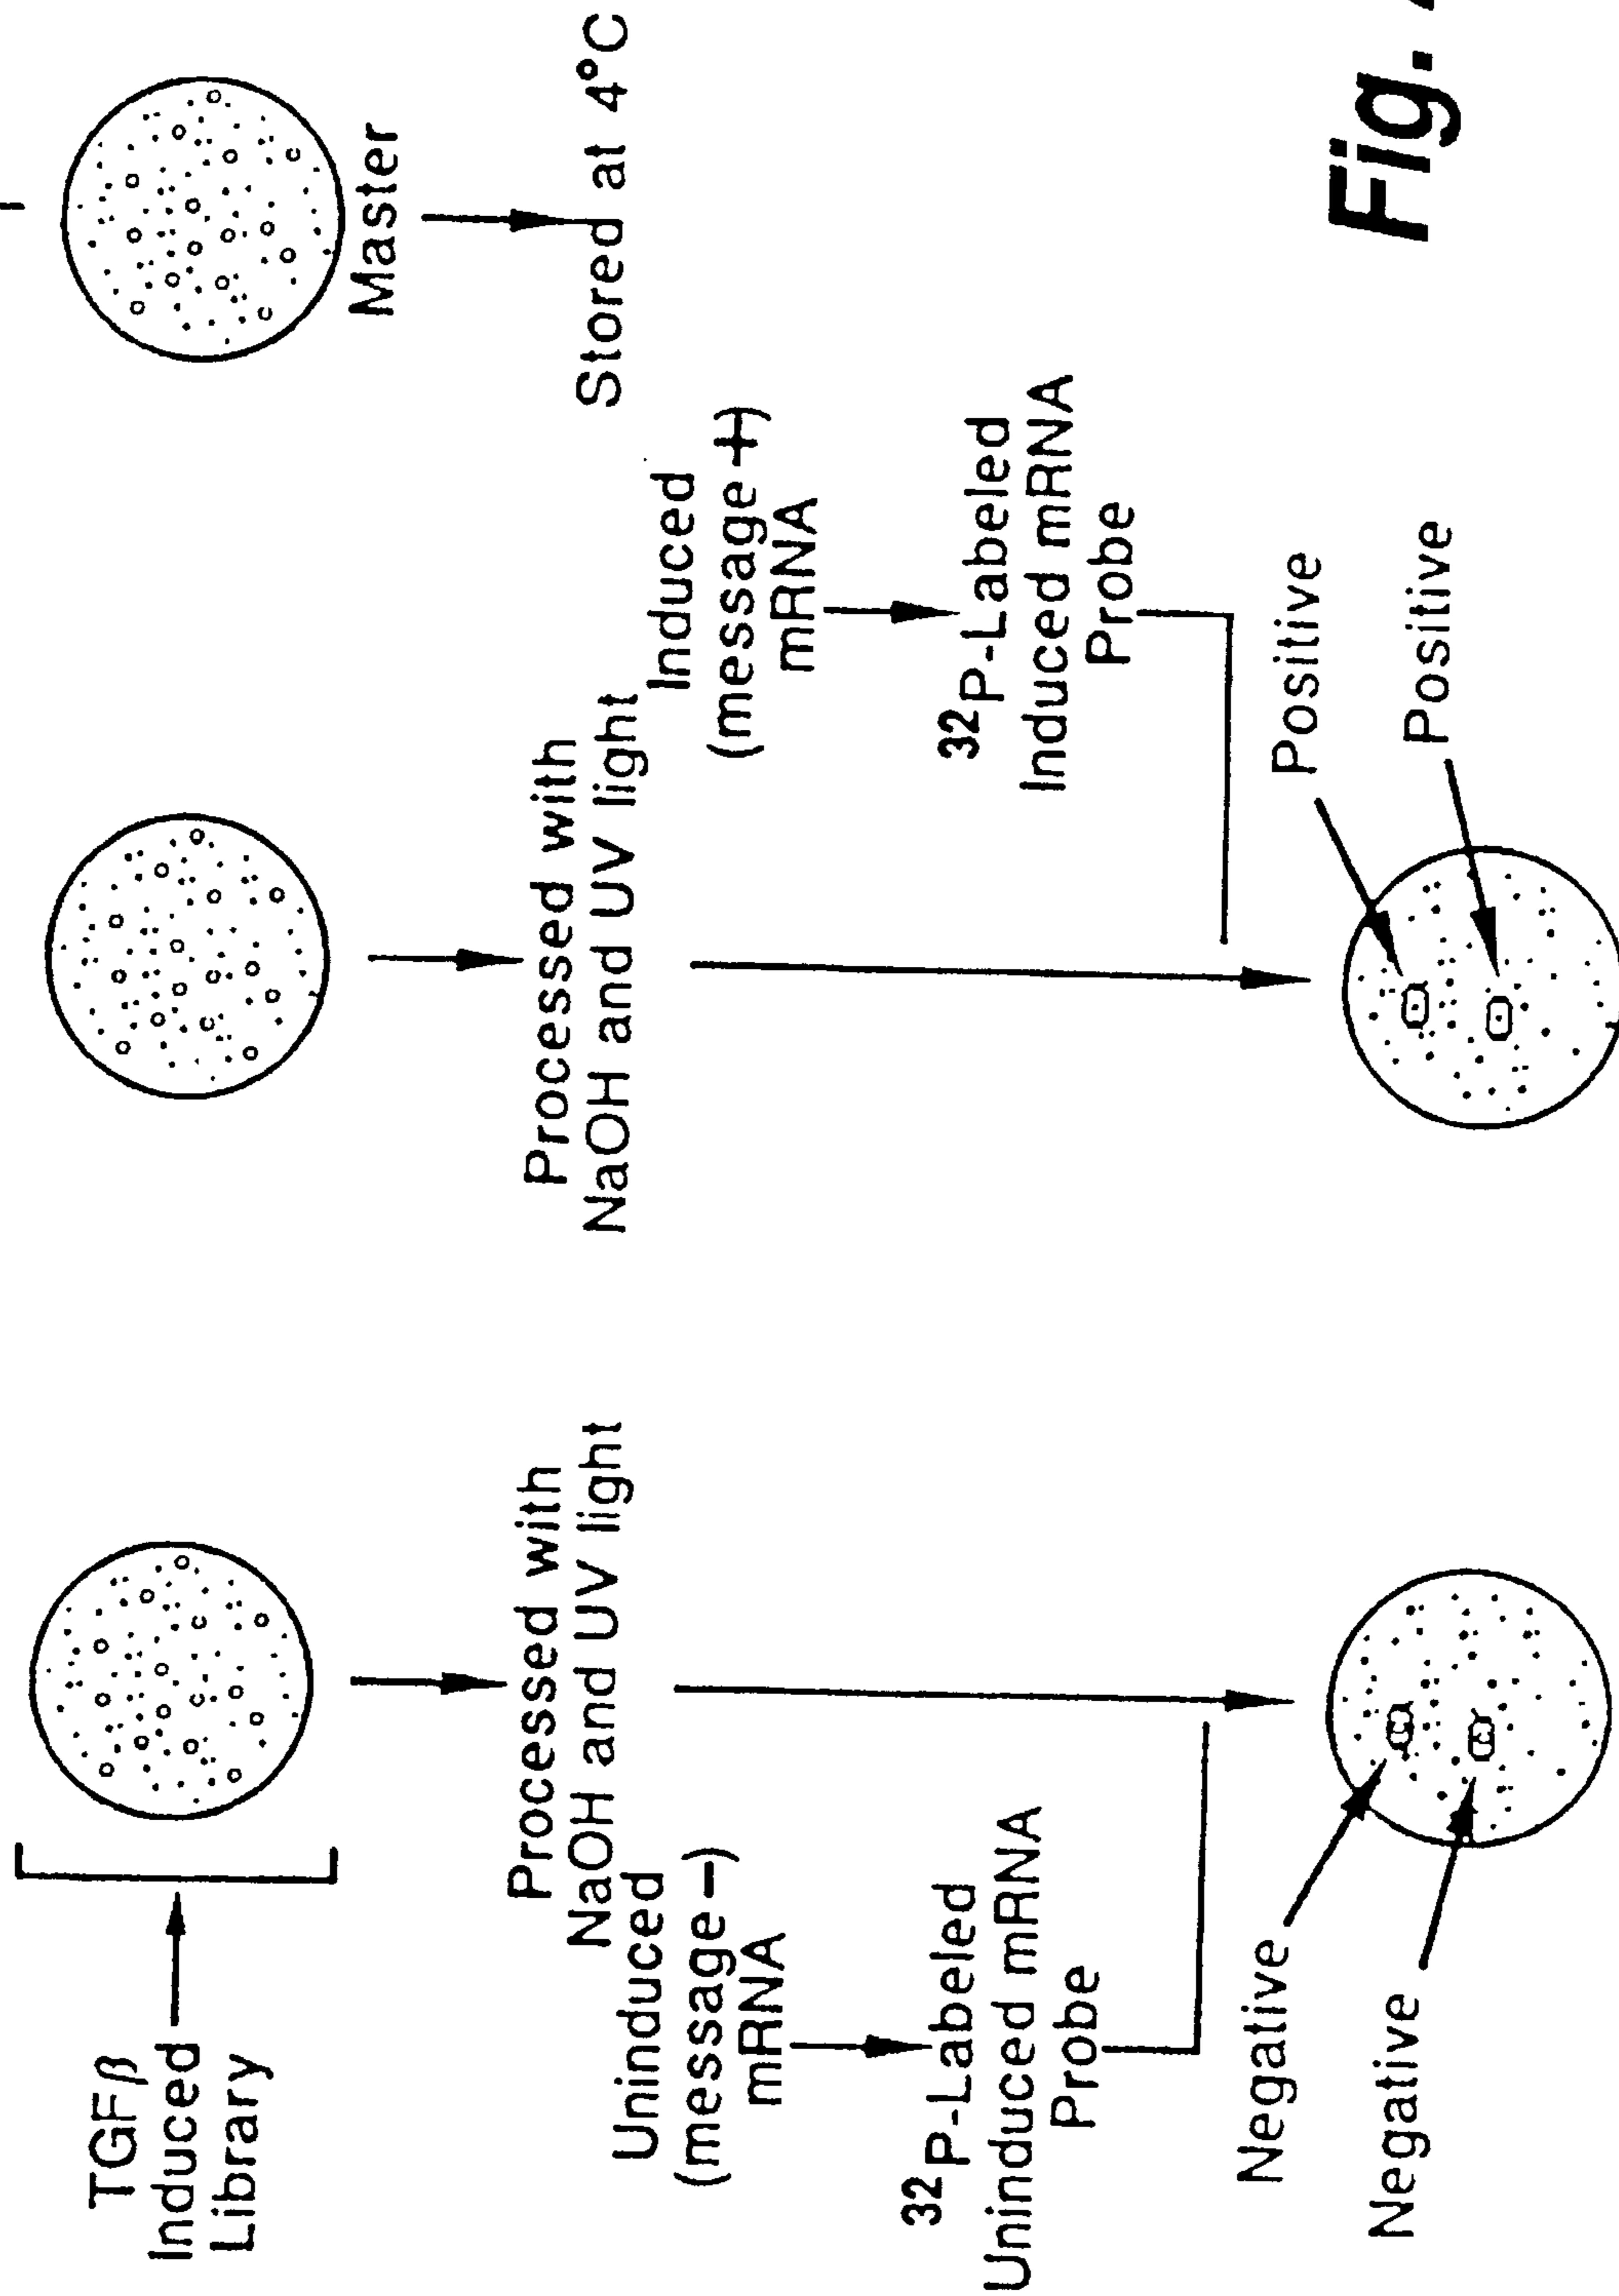 TGFβ
Induced
Library
Processed with
NaOH and UV light
Uninduced
(message −)
mRNA
32P-Labeled
Uninduced mRNA
Probe
Negative
Negative
Processed with
NaOH and UV light
Induced
(message +)
mRNA
32P-Labeled
Induced mRNA
Probe
Positive
Positive
Master
Stored at 4°C
Fig.